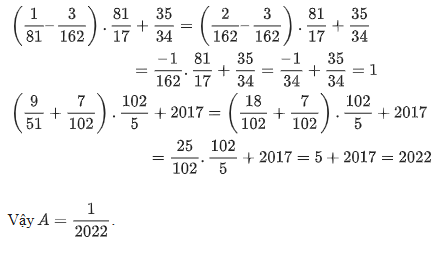 (1/81 − 3/162) . 81/17 + 35/34 = (2/162 − 3/162) . 81/17 + 35/34
= −1/162 . 81/17 + 35/34 = −1/34 + 35/34 = 1
(9/51 + 7/102) . 102/5 + 2017 = (18/102 + 7/102) . 102/5 + 2017
= 25/102 . 102/5 + 2017 = 5 + 2017 = 2022
Vậy A = 1/2022.